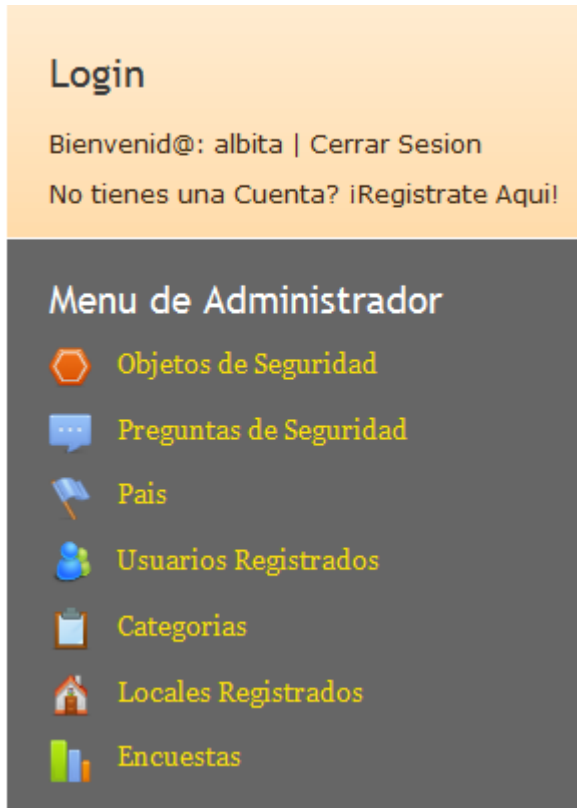 Login
Bienvenid@: albita | Cerrar Sesion
No tienes una Cuenta? ¡Registrate Aqui!
Menu de Administrador
Objetos de Seguridad
Preguntas de Seguridad
Pais
Usuarios Registrados
Categorias
Locales Registrados
Encuestas